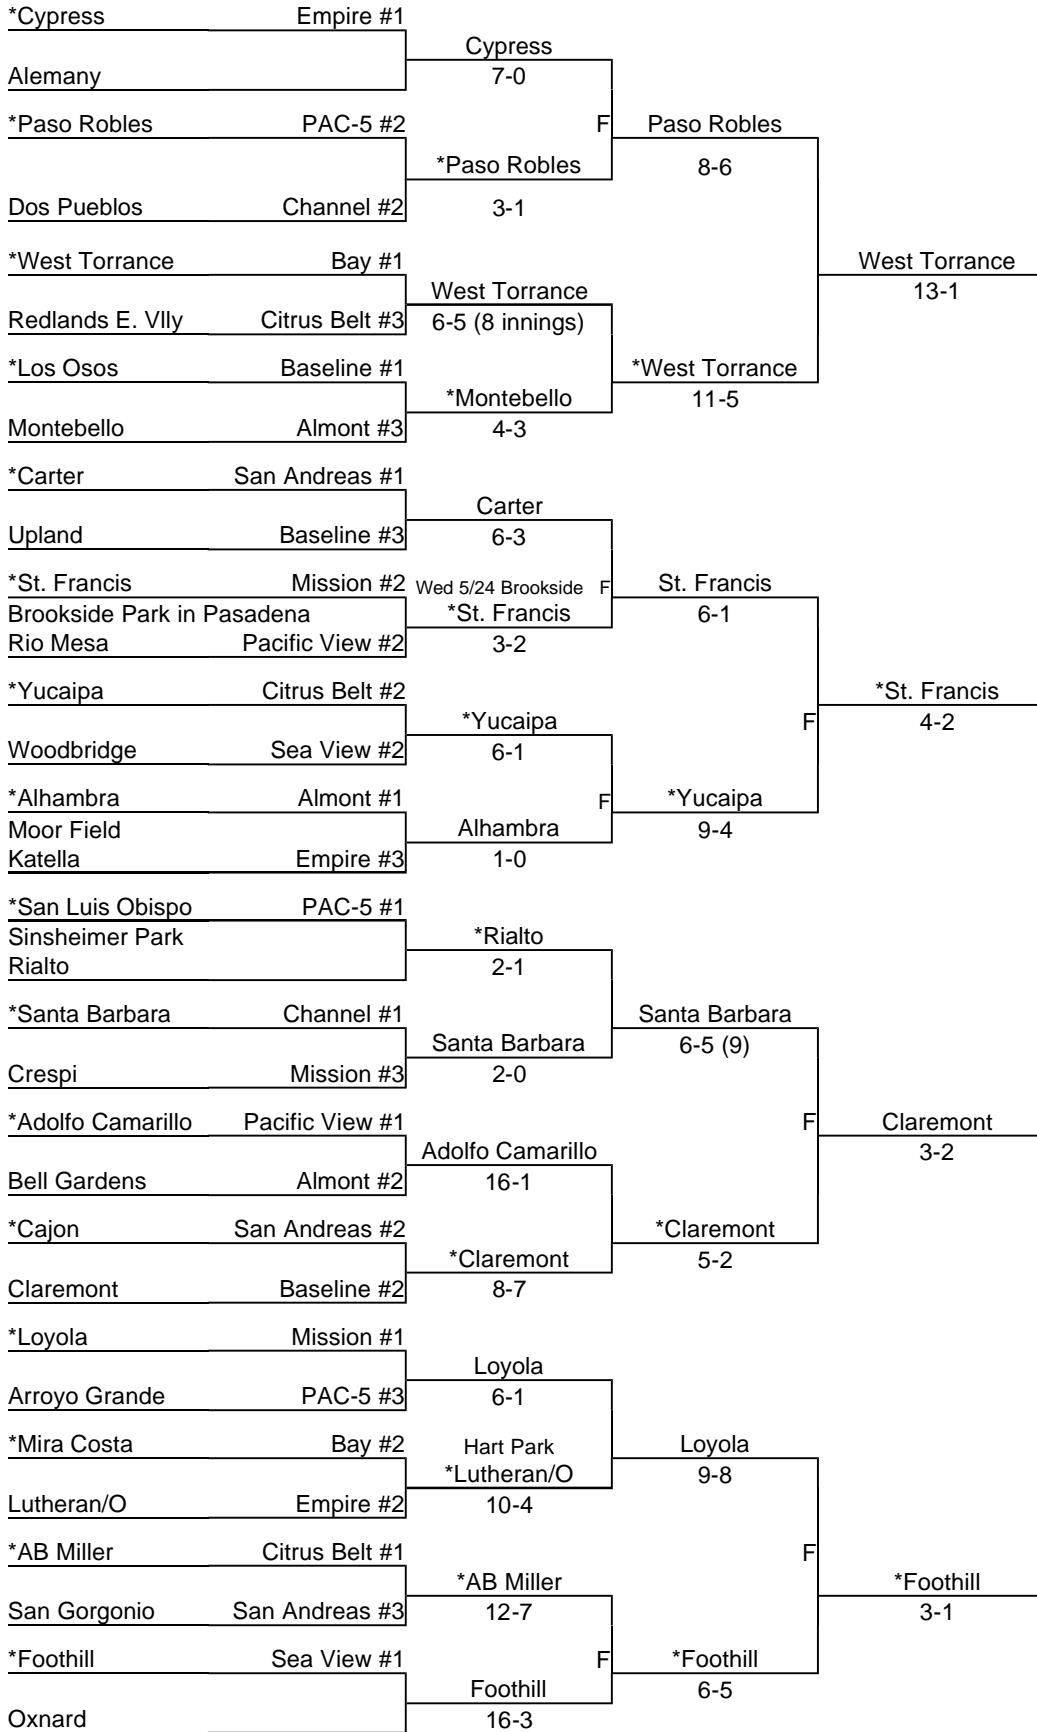 *Cypress Empire #1
Cypress
Alemany 7-0
*Paso Robles PAC-5 #2 F Paso Robles
*Paso Robles 8-6
Dos Pueblos Channel #2 3-1
*West Torrance Bay #1 West Torrance
West Torrance 13-1
Redlands E. Vlly Citrus Belt #3 6-5 (8 innings)
*Los Osos Baseline #1 *West Torrance
*Montebello 11-5
Montebello Almont #3 4-3
*Carter San Andreas #1
Carter
Upland Baseline #3 6-3
*St. Francis Mission #2 Wed 5/24 Brookside F St. Francis
Brookside Park in Pasadena *St. Francis 6-1
Rio Mesa Pacific View #2 3-2
*Yucaipa Citrus Belt #2 *St. Francis
*Yucaipa F 4-2
Woodbridge Sea View #2 6-1
*Alhambra Almont #1 F *Yucaipa
Moor Field Alhambra 9-4
Katella Empire #3 1-0
*San Luis Obispo PAC-5 #1
Sinsheimer Park *Rialto
Rialto 2-1
*Santa Barbara Channel #1 Santa Barbara
Santa Barbara 6-5 (9)
Crespi Mission #3 2-0
*Adolfo Camarillo Pacific View #1 F Claremont
Adolfo Camarillo 3-2
Bell Gardens Almont #2 16-1
*Cajon San Andreas #2 *Claremont
*Claremont 5-2
Claremont Baseline #2 8-7
*Loyola Mission #1
Loyola
Arroyo Grande PAC-5 #3 6-1
*Mira Costa Bay #2 Hart Park Loyola
*Lutheran/O 9-8
Lutheran/O Empire #2 10-4
*AB Miller Citrus Belt #1 F
*AB Miller *Foothill
San Gorgonio San Andreas #3 12-7 3-1
*Foothill Sea View #1 F *Foothill
Foothill 6-5
Oxnard 16-3